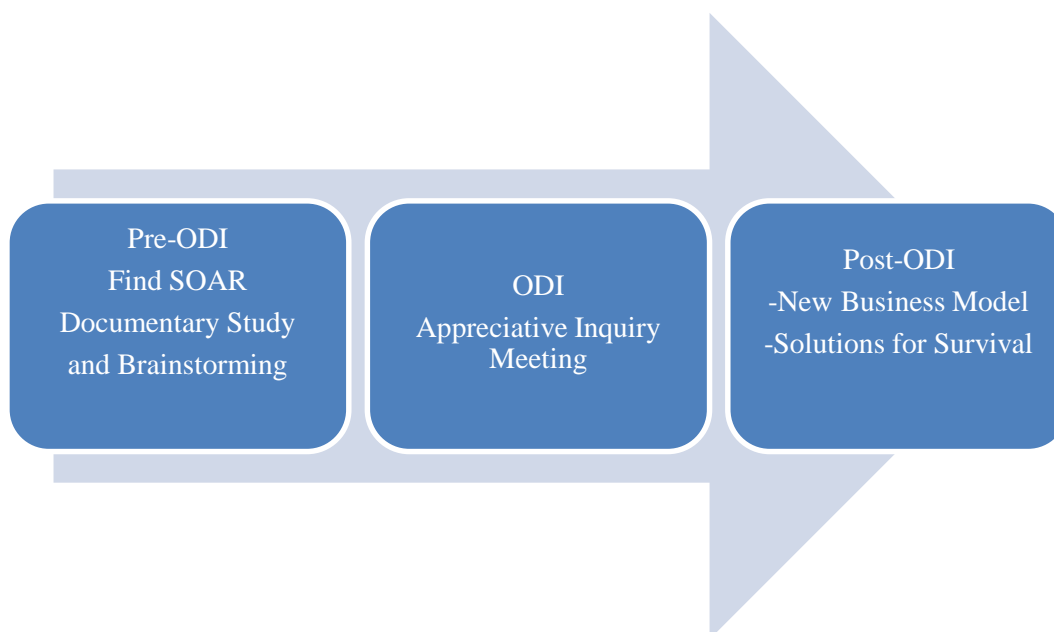 Pre-ODI
Find SOAR
Documentary Study
and Brainstorming
ODI
Appreciative Inquiry
Meeting
Post-ODI
-New Business Model
-Solutions for Survival